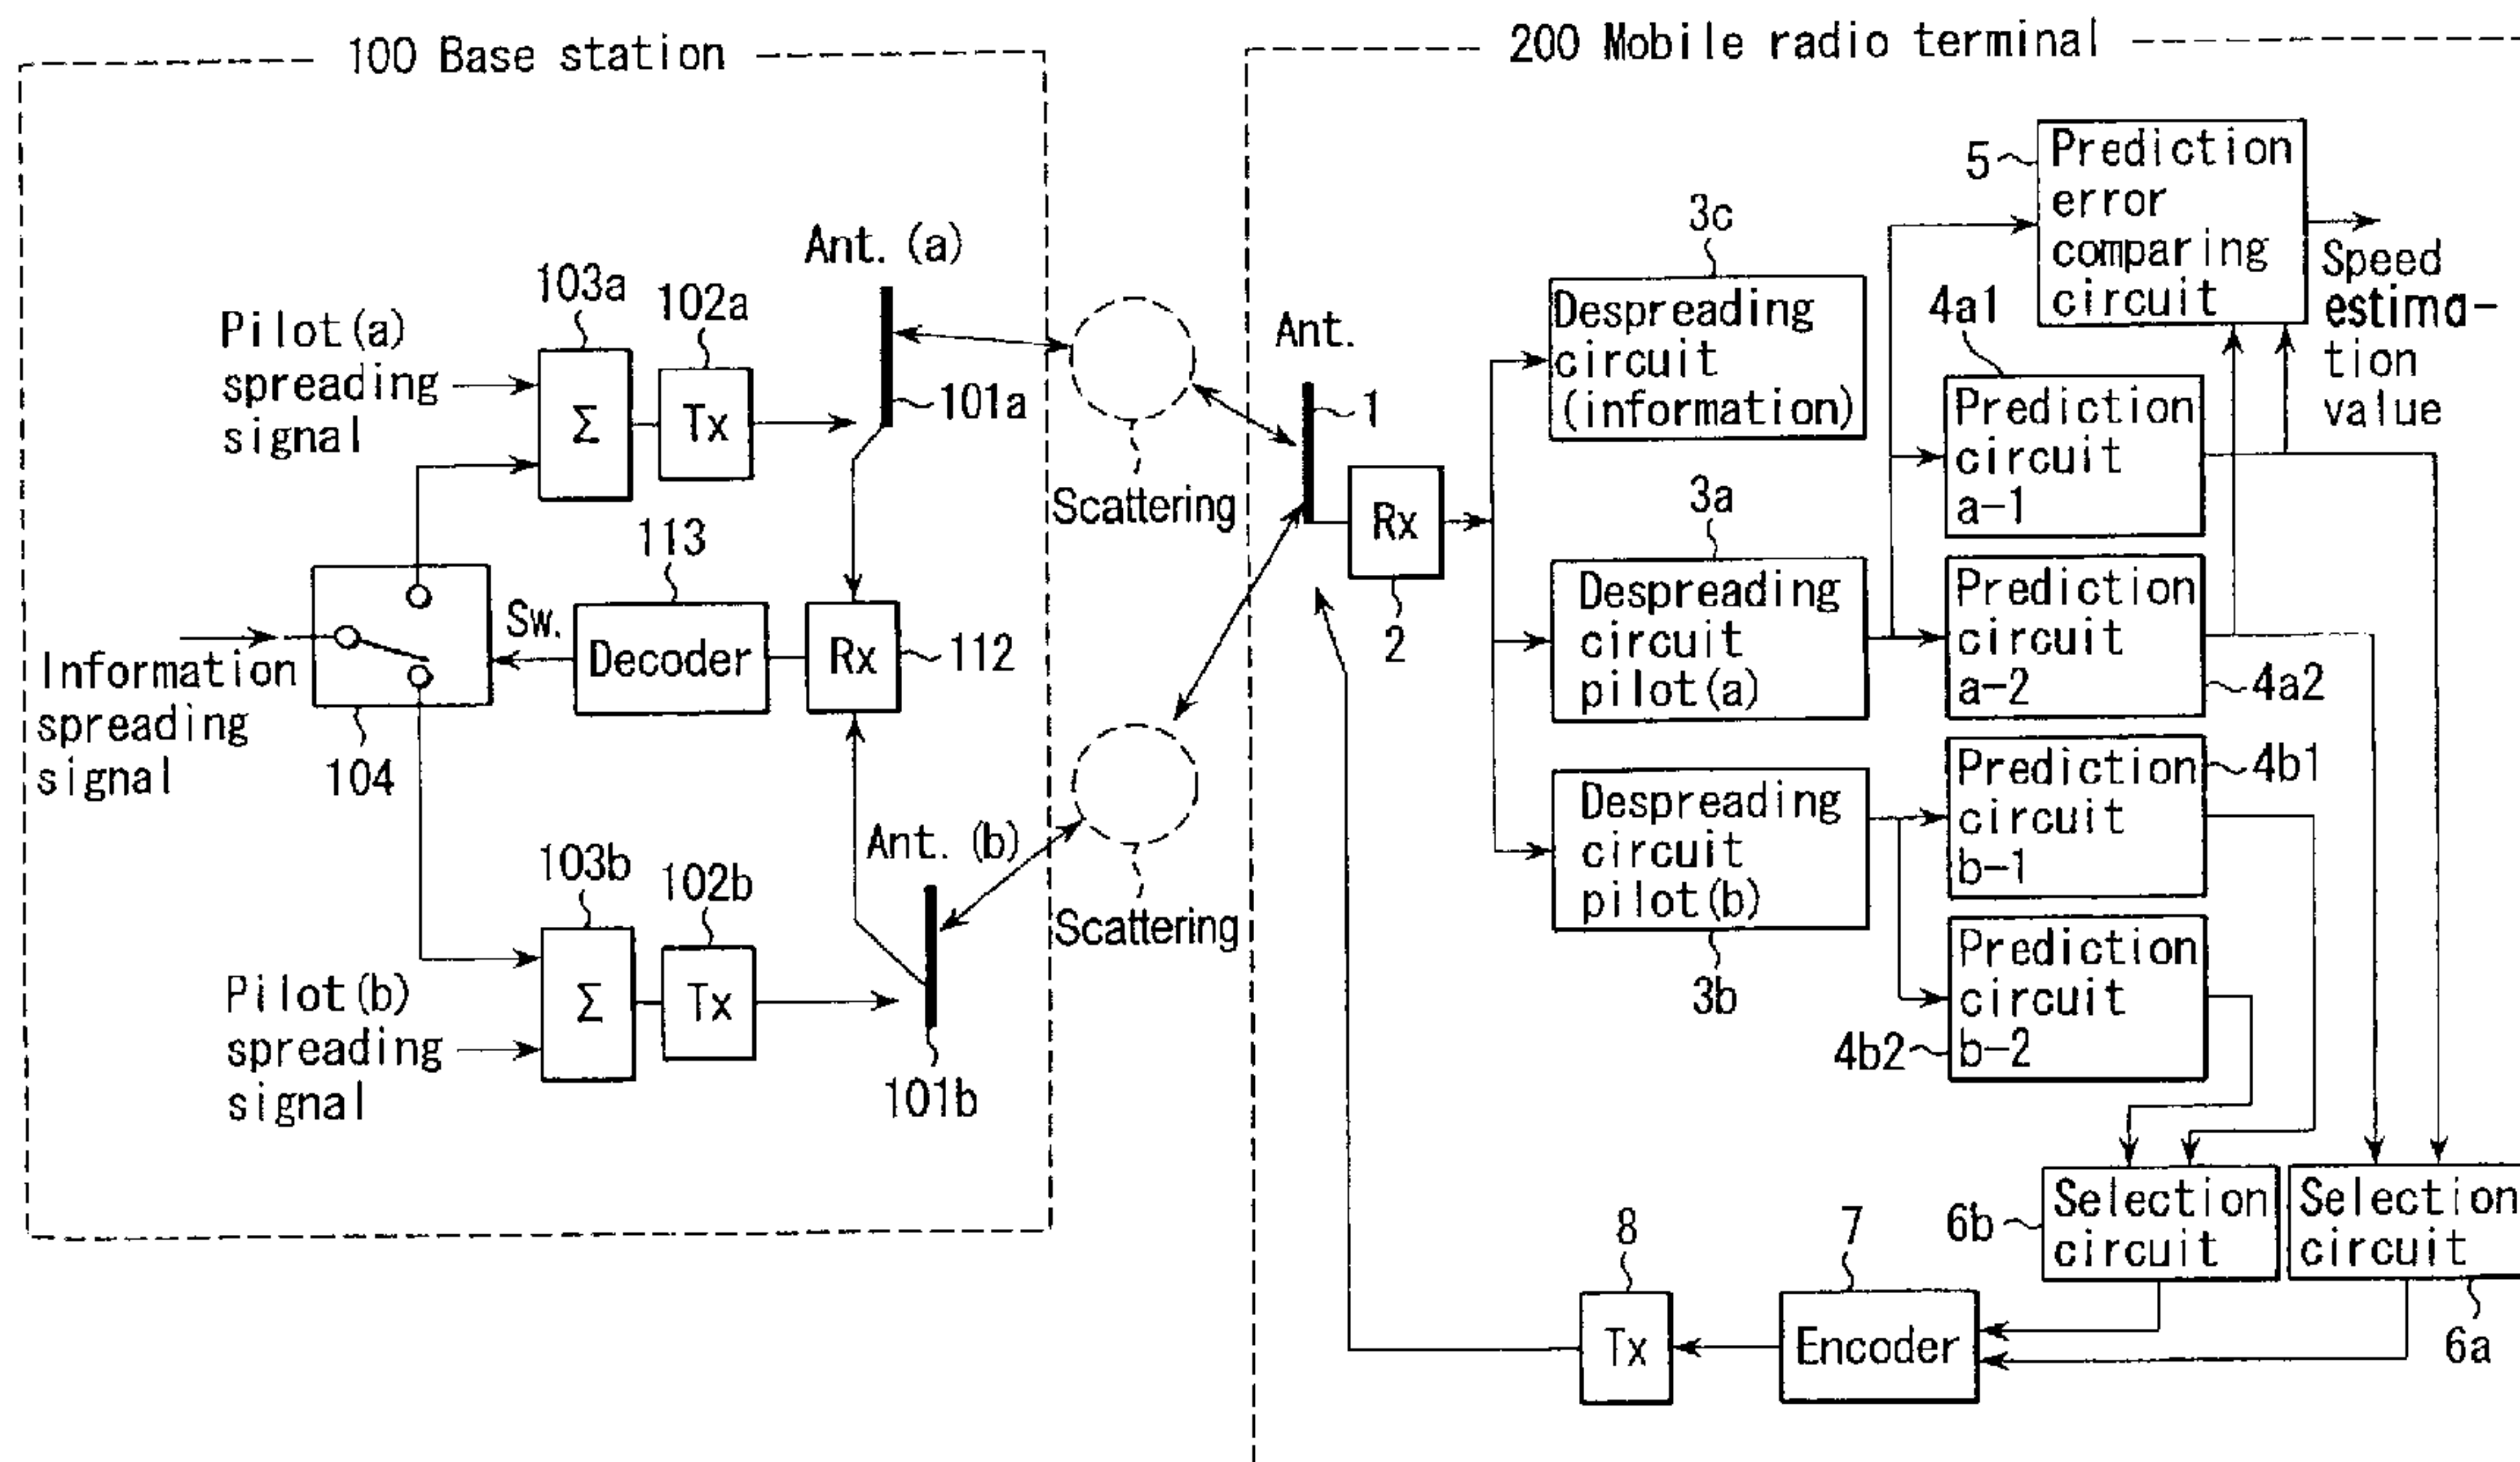 100 Base station
200 Mobile radio terminal
Pilot(a)
spreading
signal
103a
Σ
102a
Tx
Ant. (a)
101a
Scattering
Information
spreading
signal
104
Sw.
113
Decoder
Rx
112
Pilot(b)
spreading
signal
103b
Σ
102b
Tx
Ant. (b)
101b
Scattering
Ant.
1
Rx
2
3c
Despreading
circuit
(information)
3a
Despreading
circuit
pilot(a)
Despreading
circuit
pilot(b)
3b
5
Prediction
error
comparing
circuit
Speed
estima-
tion
value
4a1
Prediction
circuit
a-1
Prediction
circuit
a-2
4a2
Prediction
circuit
b-1
4b1
Prediction
circuit
b-2
4b2
6b
Selection
circuit
Selection
circuit
6a
7
Encoder
8
Tx